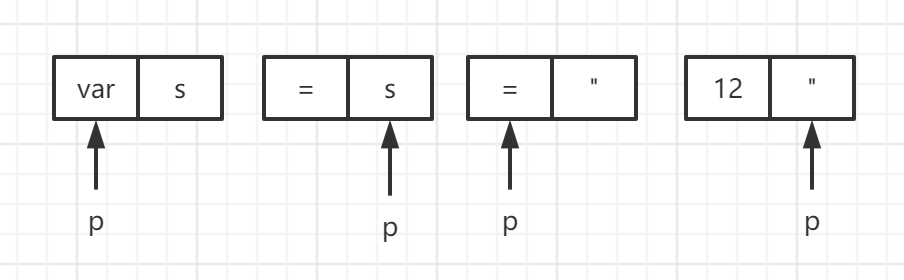 var s = s = " 12 "
p p p p